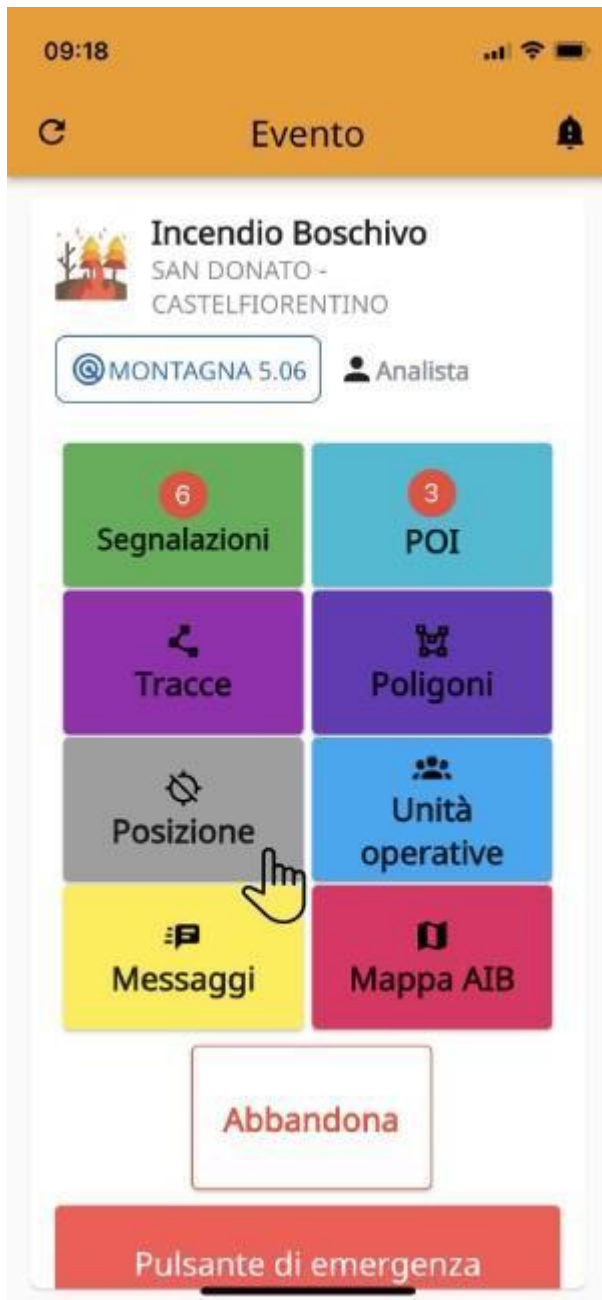 09:18
Evento
Incendio Boschivo
SAN DONATO -
CASTELFIORENTINO
MONTAGNA 5.06
Analista
6
Segnalazioni
3
POI
Tracce
Poligoni
Posizione
Unità
operative
Messaggi
Mappa AIB
Abbandona
Pulsante di emergenza